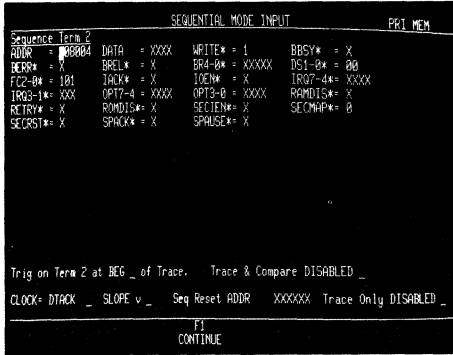 SEQUENTIAL MODE INPUT PRI MEM
Sequence Term 2
ADDR = 08004 DATA = XXXX WRITE* = 1 BBSY* = X
BERR* = X BREL* = X BR4-0* = XXXXX DS1-0* = 00
FC2-0* = 101 IACK* = X IOEN* = X IRQ7-4*= XXXX
IRQ3-1*= XXX OPT7-4 = XXXX OPT3-0 = XXXX RAMDIS*= X
RETRY* = X ROMDIS*= X SECIEN*= X SECMAP*= 0
SECRST*= X SPACK* = X SPAUSE*= X
Trig on Term 2 at BEG _ of Trace. Trace & Compare DISABLED _
CLOCK= DTACK _ SLOPE v _ Seq Reset ADDR XXXXXX Trace Only DISABLED _
F1
CONTINUE